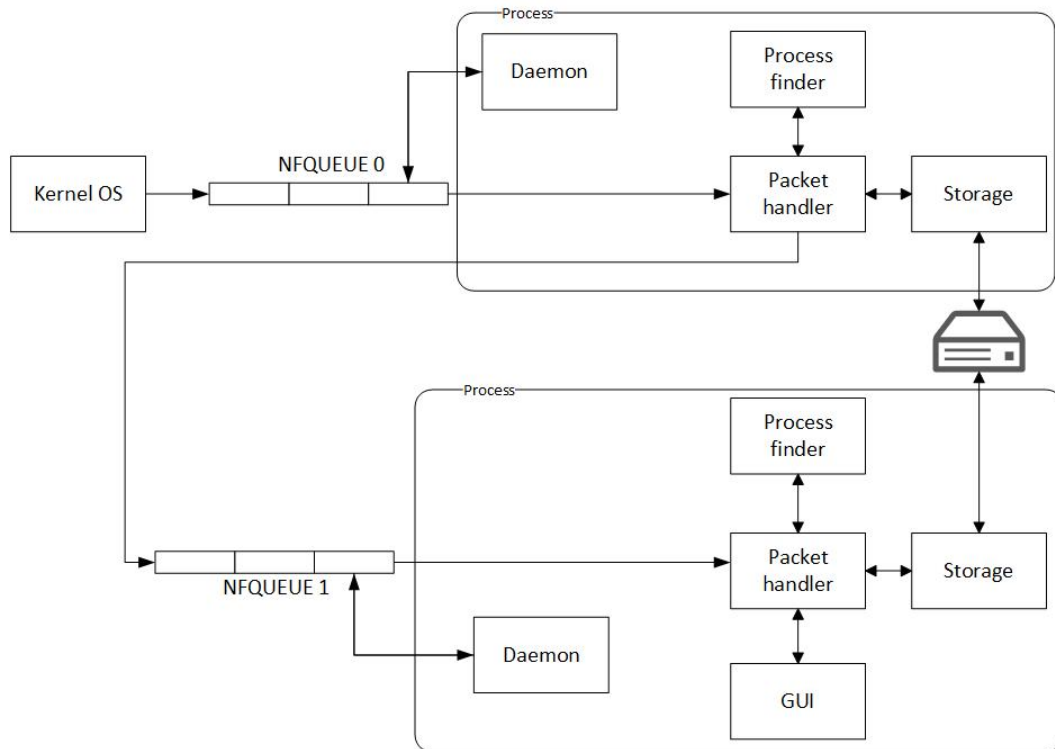 Process
Daemon
Process
finder
NFQUEUE 0
Kernel OS
Packet
handler
Storage
Process
Process
finder
Packet
handler
Storage
NFQUEUE 1
Daemon
GUI